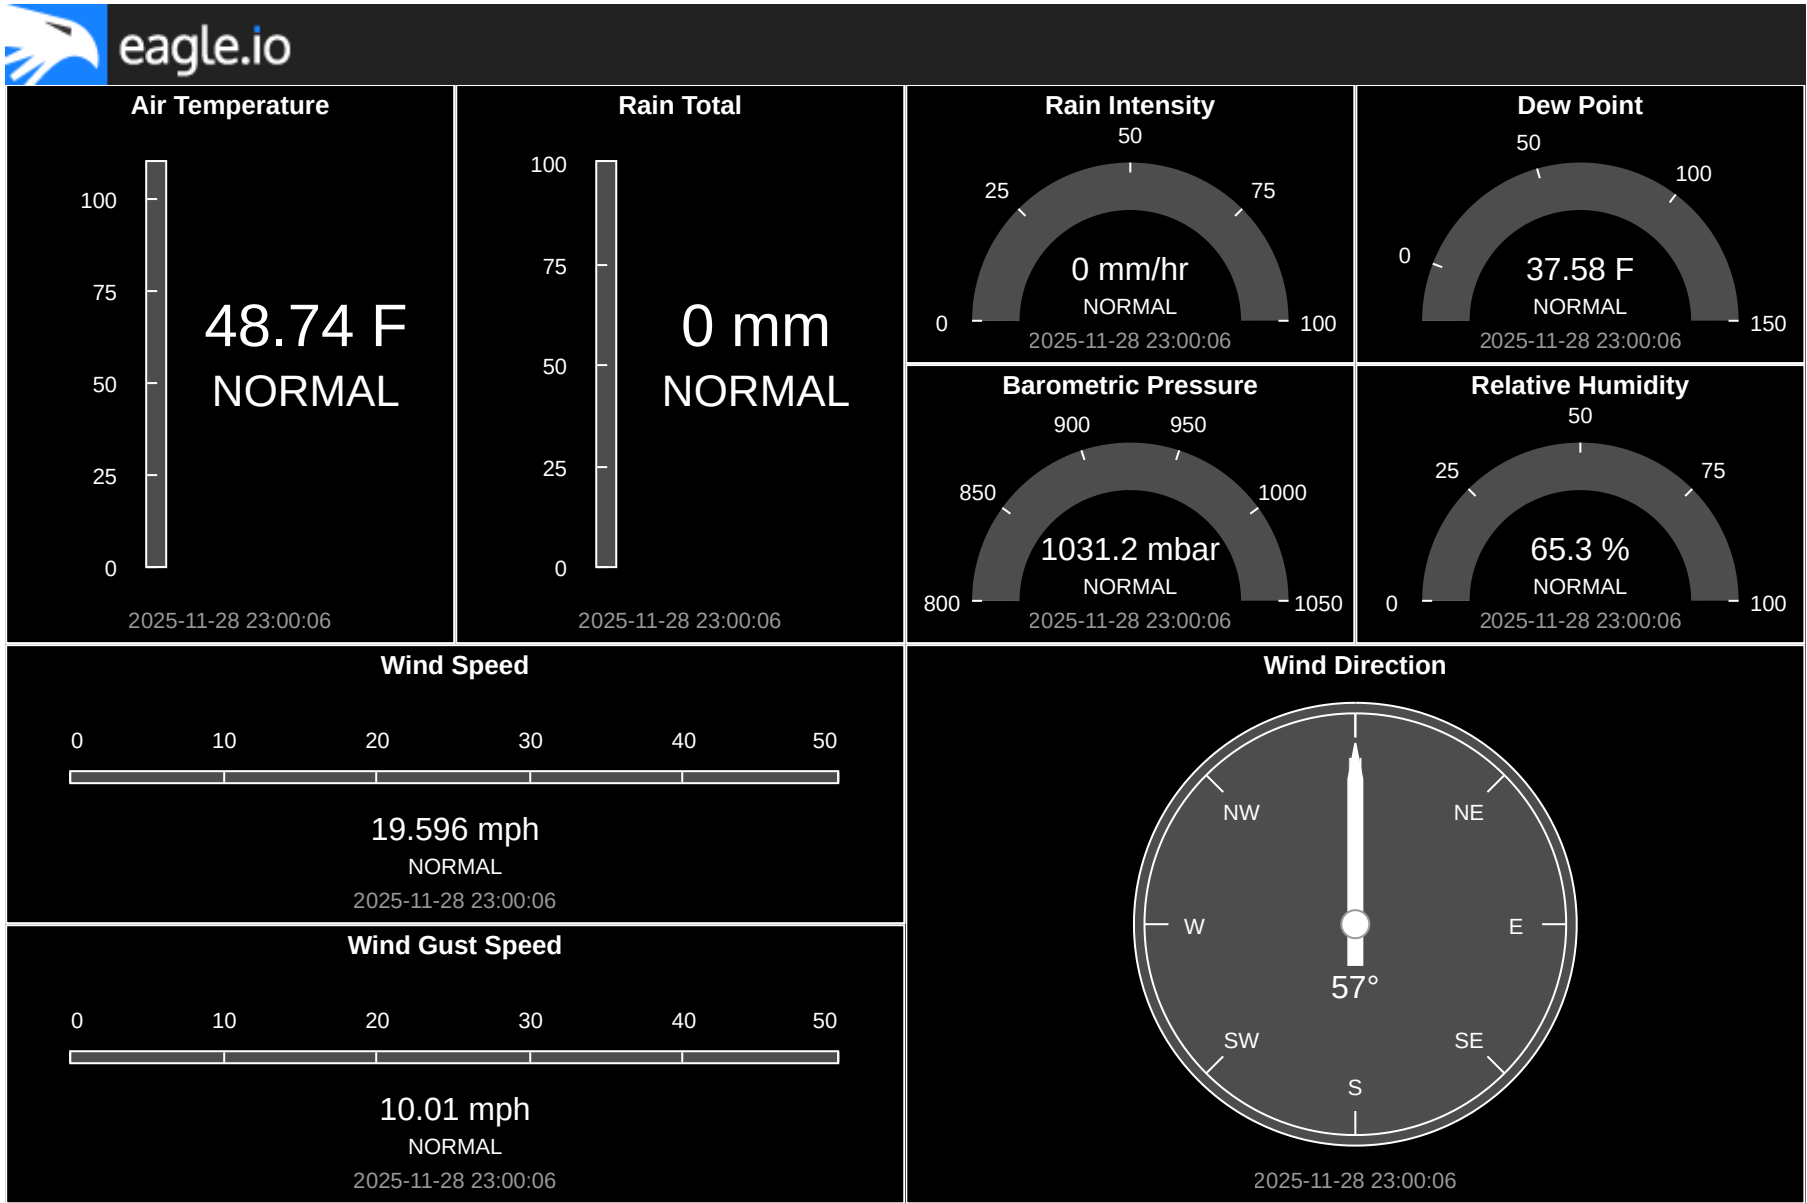 eagle.io
Air Temperature
100
75
50
25
0
48.74 F
NORMAL
2025-11-28 23:00:06
Rain Total
100
75
50
25
0
0 mm
NORMAL
2025-11-28 23:00:06
Rain Intensity
0
25
50
75
100
0 mm/hr
NORMAL
2025-11-28 23:00:06
Dew Point
0
50
100
150
37.58 F
NORMAL
2025-11-28 23:00:06
Barometric Pressure
800
850
900
950
1000
1050
1031.2 mbar
NORMAL
2025-11-28 23:00:06
Relative Humidity
0
25
50
75
100
65.3 %
NORMAL
2025-11-28 23:00:06
Wind Speed
0 10 20 30 40 50
19.596 mph
NORMAL
2025-11-28 23:00:06
Wind Gust Speed
0 10 20 30 40 50
10.01 mph
NORMAL
2025-11-28 23:00:06
Wind Direction
NW NE
W E
57°
SW SE
S
2025-11-28 23:00:06